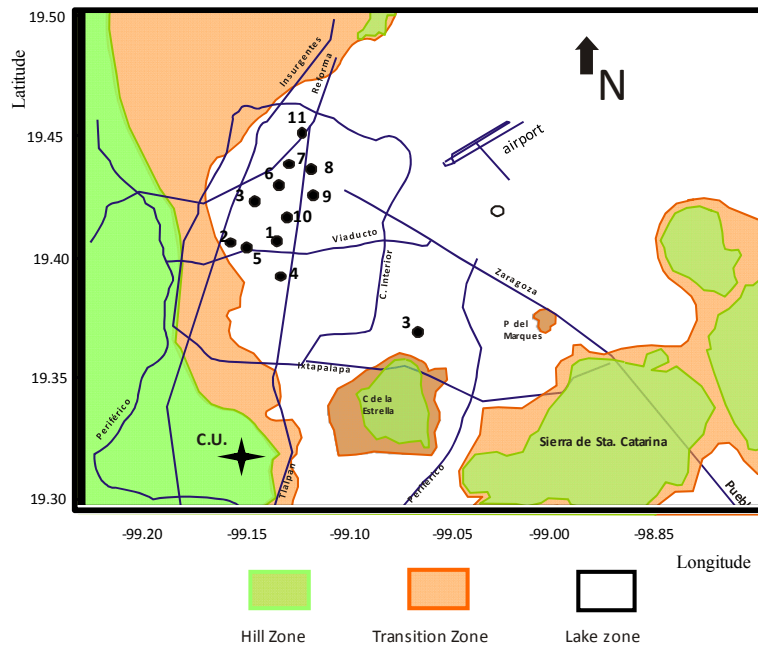 19.50
19.45
19.40
19.35
19.30
Latitude
Insurgentes
Reforma
N
airport
11
7
8
6
3
9
10
1
2
5
4
Viaducto
C. Interior
Zaragoza
3
P del
Marques
Ixtapalapa
C de la
Estrella
Periférico
C.U.
Tlalpan
Periférico
Sierra de Sta. Catarina
Puebl
-99.20
-99.15
-99.10
-99.05
-99.00
-98.85
Longitude
Hill Zone
Transition Zone
Lake zone